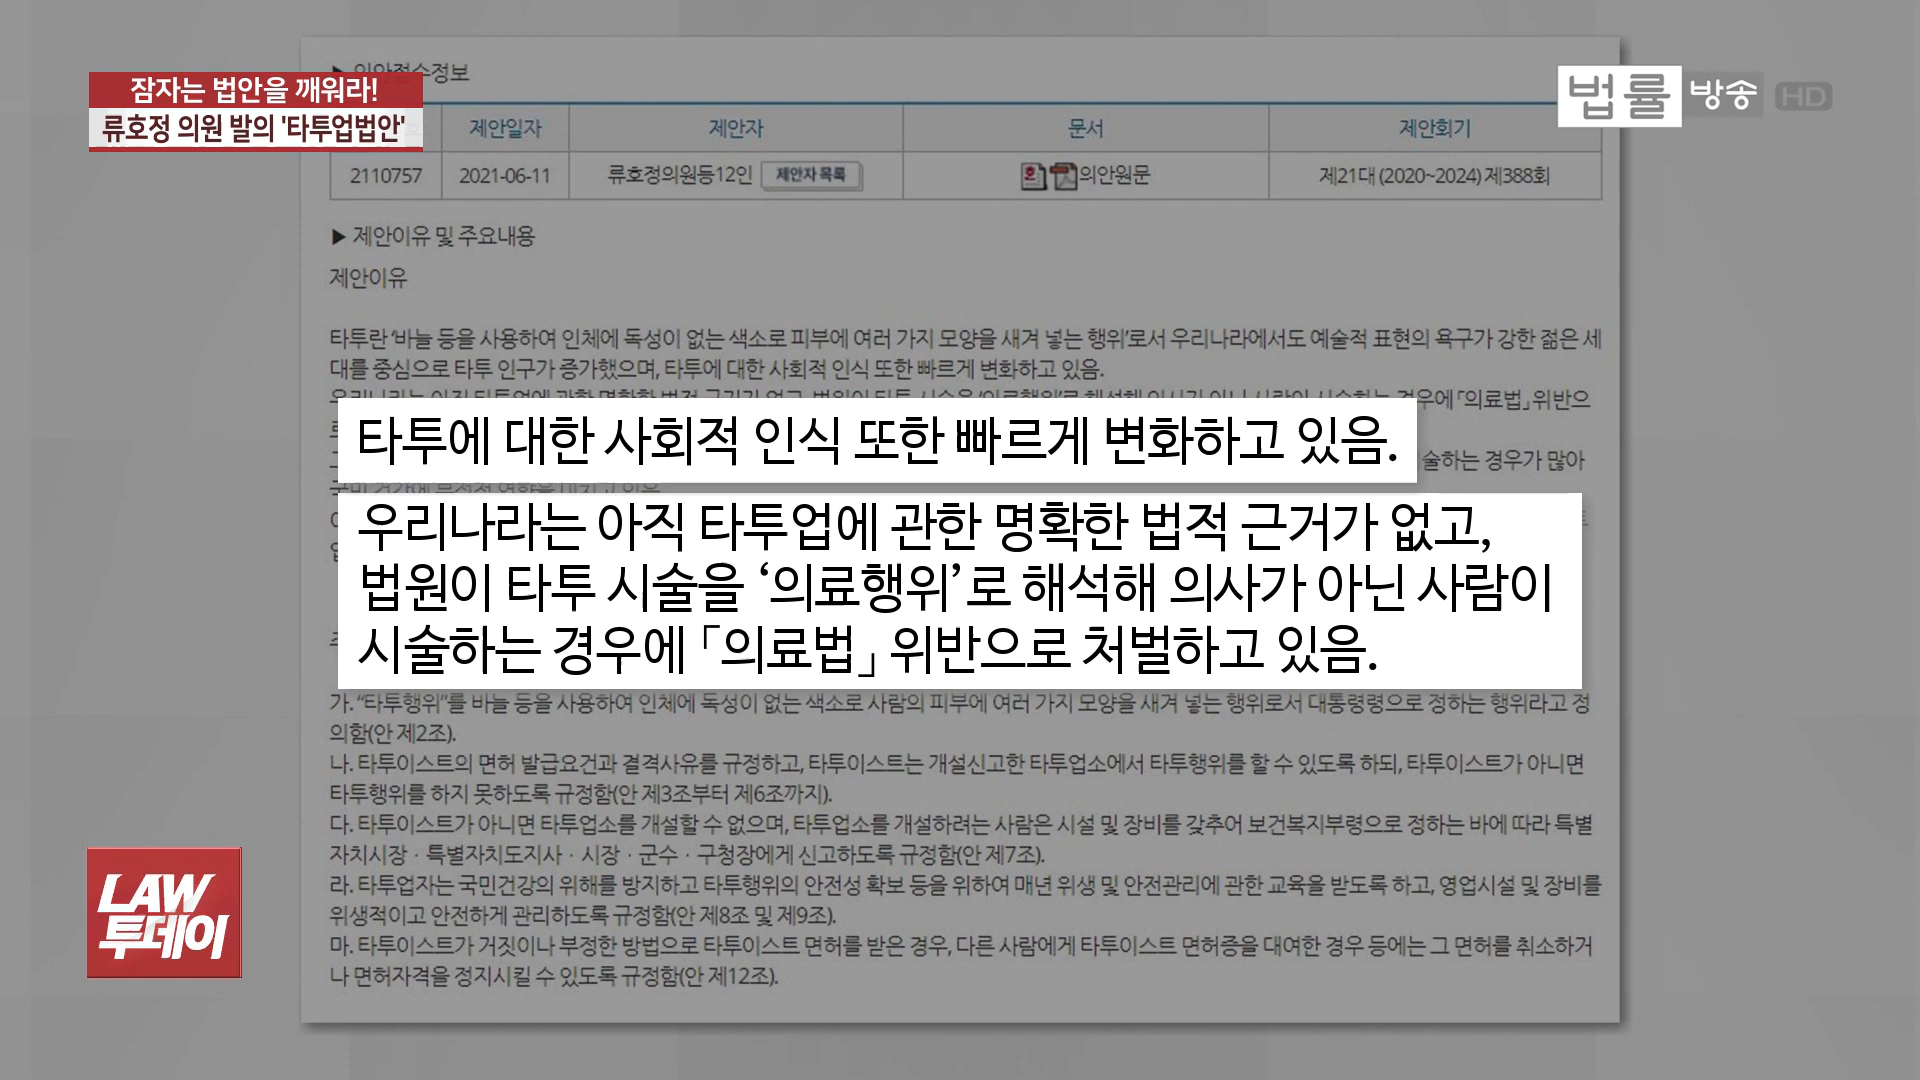 잠자는 법안을 깨워라!
류호정 의원 발의 '타투업법안'
법률방송 HD
제안일자 제안자 문서 제안회기
2110757 2021-06-11 류호정의원등12인 제안자 목록 의안원문 제21대 (2020~2024) 제388회
▶ 제안이유 및 주요내용
제안이유
타투란 ‘바늘 등을 사용하여 인체에 독성이 없는 색소로 피부에 여러 가지 모양을 새겨 넣는 행위’로서 우리나라에서도 예술적 표현의 욕구가 강한 젊은 세
대를 중심으로 타투 인구가 증가했으며, 타투에 대한 사회적 인식 또한 빠르게 변화하고 있음.
경우에 「의료법」 위반으
타투에 대한 사회적 인식 또한 빠르게 변화하고 있음.
술하는 경우가 많아
우리나라는 아직 타투업에 관한 명확한 법적 근거가 없고,
법원이 타투 시술을 ‘의료행위’로 해석해 의사가 아닌 사람이
시술하는 경우에 「의료법」 위반으로 처벌하고 있음.
가. “타투행위”를 바늘 등을 사용하여 인체에 독성이 없는 색소로 사람의 피부에 여러 가지 모양을 새겨 넣는 행위로서 대통령령으로 정하는 행위라고 정
의함(안 제2조).
나. 타투이스트의 면허 발급요건과 결격사유를 규정하고, 타투이스트는 개설신고한 타투업소에서 타투행위를 할 수 있도록 하되, 타투이스트가 아니면
타투행위를 하지 못하도록 규정함(안 제3조부터 제6조까지).
다. 타투이스트가 아니면 타투업소를 개설할 수 없으며, 타투업소를 개설하려는 사람은 시설 및 장비를 갖추어 보건복지부령으로 정하는 바에 따라 특별
자치시장ㆍ특별자치도지사ㆍ시장ㆍ군수ㆍ구청장에게 신고하도록 규정함(안 제7조).
라. 타투업자는 국민건강의 위해를 방지하고 타투행위의 안전성 확보 등을 위하여 매년 위생 및 안전관리에 관한 교육을 받도록 하고, 영업시설 및 장비를
위생적이고 안전하게 관리하도록 규정함(안 제8조 및 제9조).
마. 타투이스트가 거짓이나 부정한 방법으로 타투이스트 면허를 받은 경우, 다른 사람에게 타투이스트 면허증을 대여한 경우 등에는 그 면허를 취소하거
나 면허자격을 정지시킬 수 있도록 규정함(안 제12조).
LAW
투데이